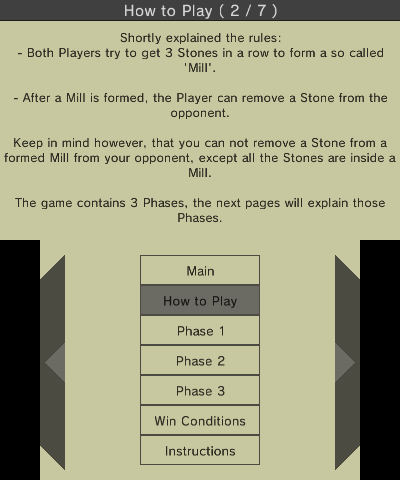 How to Play ( 2 / 7 )
Shortly explained the rules:
- Both Players try to get 3 Stones in a row to form a so called
'Mill'.
- After a Mill is formed, the Player can remove a Stone from the
opponent.
Keep in mind however, that you can not remove a Stone from a
formed Mill from your opponent, except all the Stones are inside a
Mill.
The game contains 3 Phases, the next pages will explain those
Phases.
Main
How to Play
Phase 1
Phase 2
Phase 3
Win Conditions
Instructions